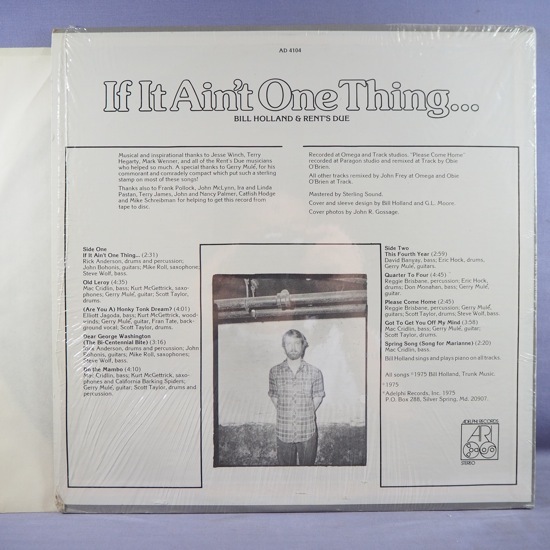 AD 4104
If It Ain't One Thing...
BILL HOLLAND & RENT'S DUE
Musical and inspirational thanks to Jesse Winch, Terry
Hegarty, Mark Wenner, and all of the Rent's Due musicians
who helped so much. A special thanks to Gerry Mulé, for his
commorant and comradely compact which put such a sterling
stamp on most of these songs!
Thanks also to Frank Pollock, John McLynn, Ira and Linda
Pastan, Terry James, John and Nancy Palmer, Catfish Hodge
and Mike Schreibman for helping to get this record from
tape to disc.
Recorded at Omega and Track studios. "Please Come Home"
recorded at Paragon studio and remixed at Track by Obie
O'Brien.
All other tracks remixed by John Frey at Omega and Obie
O'Brien at Track.
Mastered by Sterling Sound.
Cover and sleeve design by Bill Holland and G.L. Moore.
Cover photos by John R. Gossage.
Side One
If It Ain't One Thing... (2:31)
Rick Anderson, drums and percussion;
John Bohonis, guitars; Mike Roll, saxophone;
Steve Wolf, bass.
Old Leroy (4:35)
Mac Cridlin, bass; Kurt McGettrick, saxo-
phones; Gerry Mulé, guitar; Scott Taylor,
drums.
(Are You A) Honky Tonk Dream? (4:01)
Elliott Jagoda, bass; Kurt McGettrick, wood-
winds; Gerry Mulé, guitar, Fran Tate, back-
ground vocal; Scott Taylor, drums.
Dear George Washington
(The Bi-Centennial Bite) (3:16)
Rick Anderson, drums and percussion; John
Bohonis, guitars; Mike Roll, saxophones;
Steve Wolf, bass.
Do the Mambo (4:10)
Mac Cridlin, bass; Kurt McGettrick, saxo-
phones and California Barking Spiders;
Gerry Mulé, guitar; Scott Taylor, drums and
percussion.
Side Two
This Fourth Year (2:59)
David Banyay, bass; Eric Hock, drums;
Gerry Mulé, guitars.
Quarter To Four (4:45)
Reggie Brisbane, percussion; Eric Hock,
drums; Don Monahan, bass; Gerry Mulé,
guitar.
Please Come Home (2:45)
Reggie Brisbane, percussion; Gerry Mulé,
guitars; Scott Taylor, drums; Steve Wolf, bass.
Got To Get You Off My Mind (3:58)
Mac Cridlin, bass; Gerry Mulé, guitar;
Scott Taylor, drums.
Spring Song (Song for Marianne) (2:20)
Mac Cridlin, bass.
Bill Holland sings and plays piano on all tracks.
All songs ©1975 Bill Holland, Trunk Music.
℗1975
©Adelphi Records, Inc. 1975
P.O. Box 288, Silver Spring, Md. 20907.
ADELPHI RECORDS
AR
STEREO